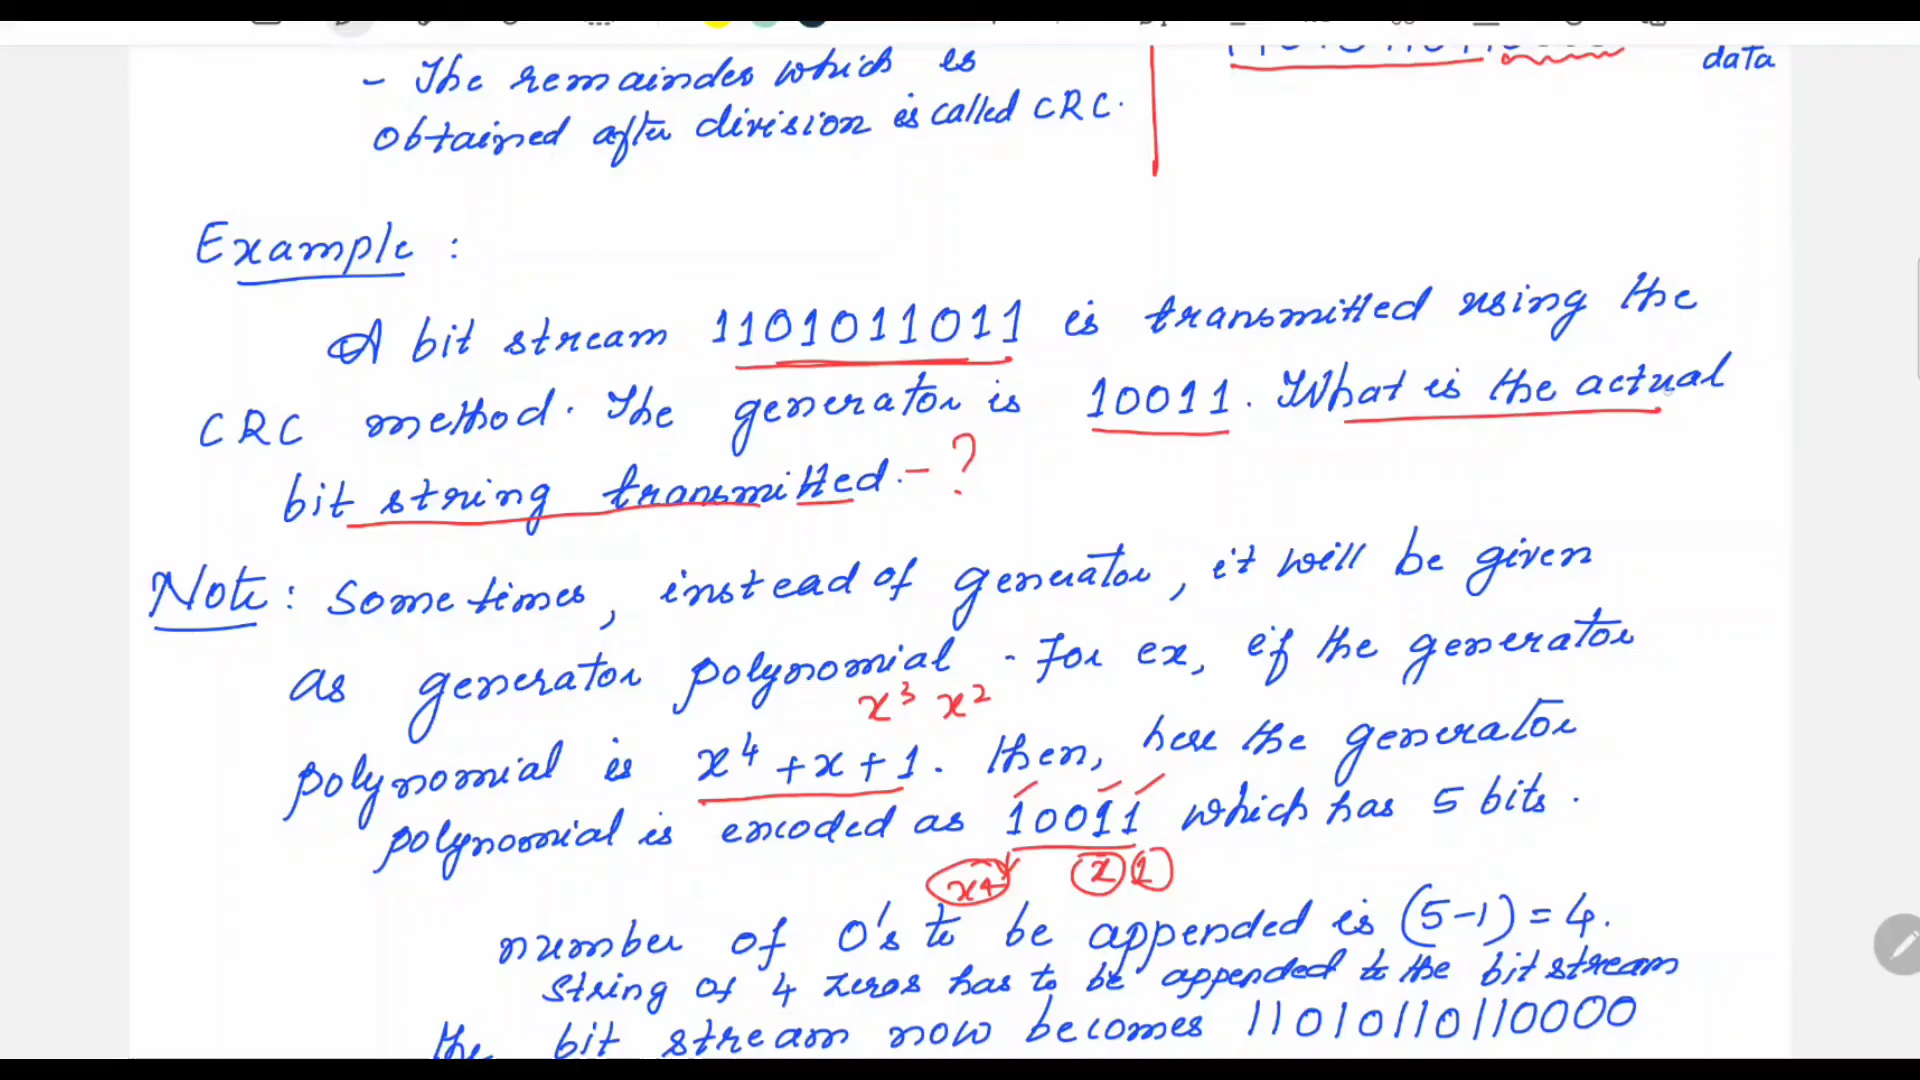 - The remainder which is
data
obtained after division is called CRC.
Example :
A bit stream 1101011011 is transmitted using the
CRC method. The generator is 10011. What is the actual
bit string transmitted. - ?
Note : Some times, instead of generator, it will be given
as generator polynomial . For ex, if the generator
x³ x²
polynomial is x⁴ + x + 1. Then, here the generator
polynomial is encoded as 10011 which has 5 bits .
x⁴ x 1
number of 0's to be appended is (5-1) = 4.
String of 4 zeros has to be appended to the bit stream
the bit stream now becomes 11010110110000